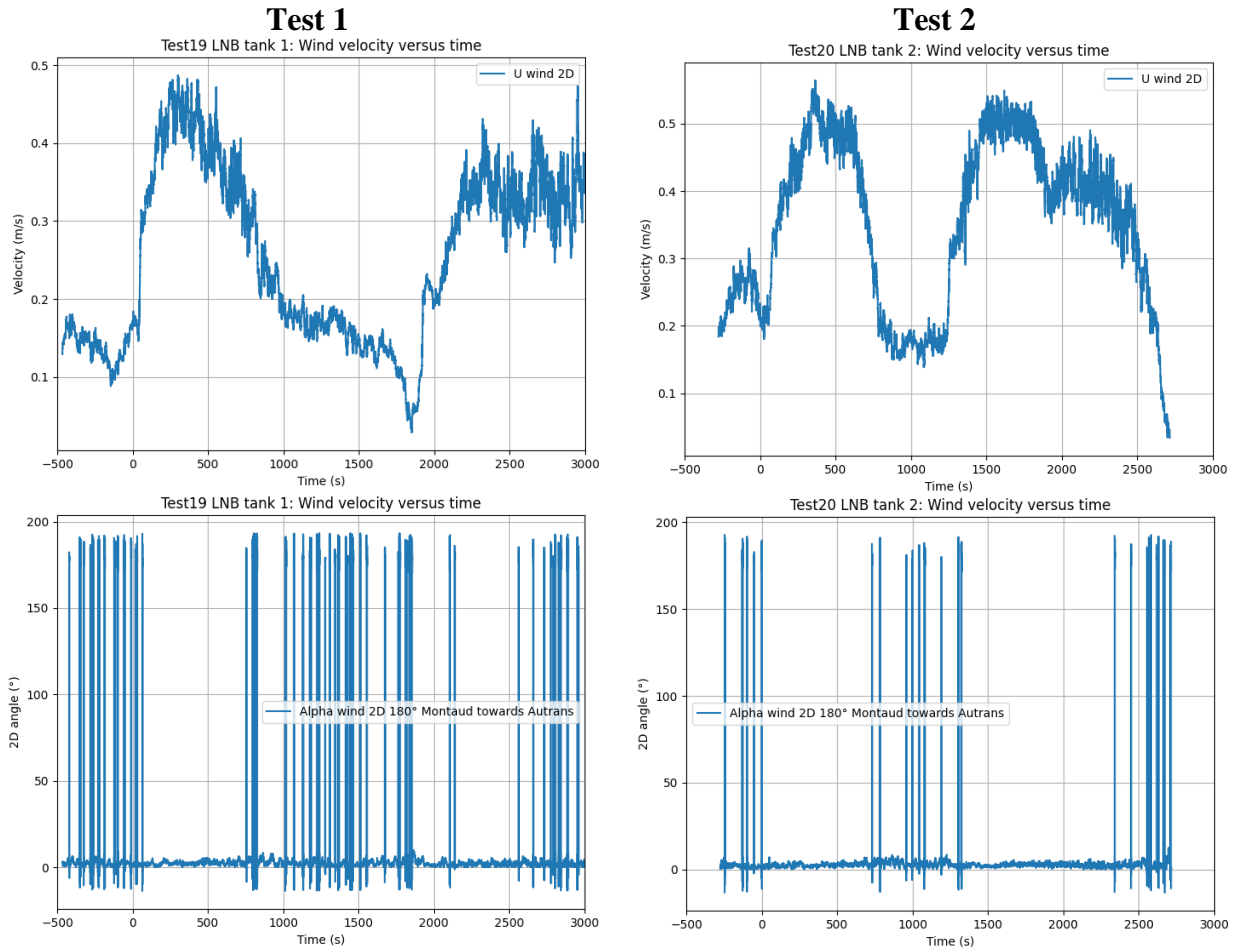 Test 1
Test 2
Test19 LNB tank 1: Wind velocity versus time
U wind 2D
Velocity (m/s)
0.5
0.4
0.3
0.2
0.1
−500 0 500 1000 1500 2000 2500 3000
Time (s)
Test20 LNB tank 2: Wind velocity versus time
U wind 2D
Velocity (m/s)
0.5
0.4
0.3
0.2
0.1
−500 0 500 1000 1500 2000 2500 3000
Time (s)
Test19 LNB tank 1: Wind velocity versus time
Alpha wind 2D 180° Montaud towards Autrans
2D angle (°)
200
150
100
50
0
−500 0 500 1000 1500 2000 2500 3000
Time (s)
Test20 LNB tank 2: Wind velocity versus time
Alpha wind 2D 180° Montaud towards Autrans
2D angle (°)
200
150
100
50
0
−500 0 500 1000 1500 2000 2500 3000
Time (s)